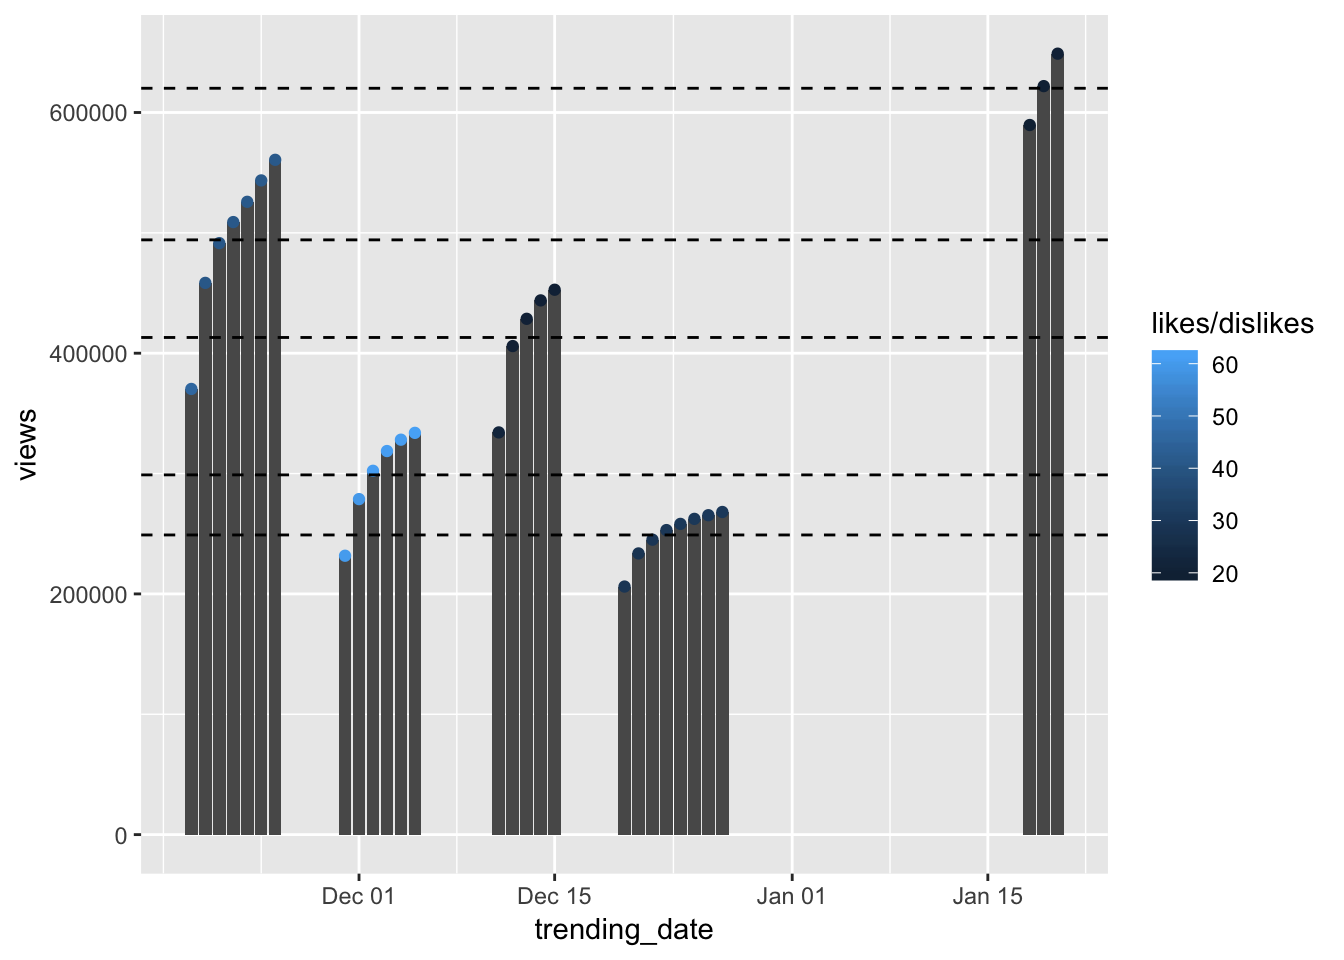 600000
400000
200000
0
views
Dec 01
Dec 15
Jan 01
Jan 15
trending_date
likes/dislikes
60
50
40
30
20